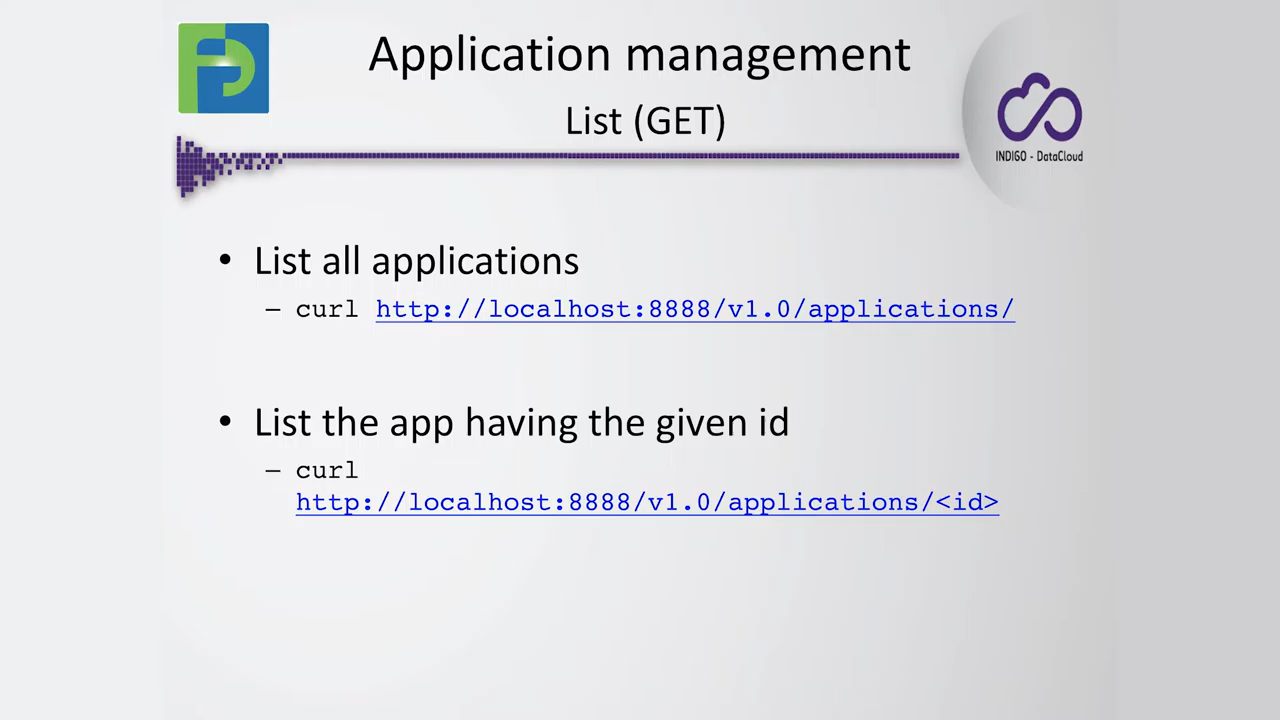 Application management
List (GET)
INDIGO - DataCloud
• List all applications
– curl http://localhost:8888/v1.0/applications/
• List the app having the given id
– curl
http://localhost:8888/v1.0/applications/<id>